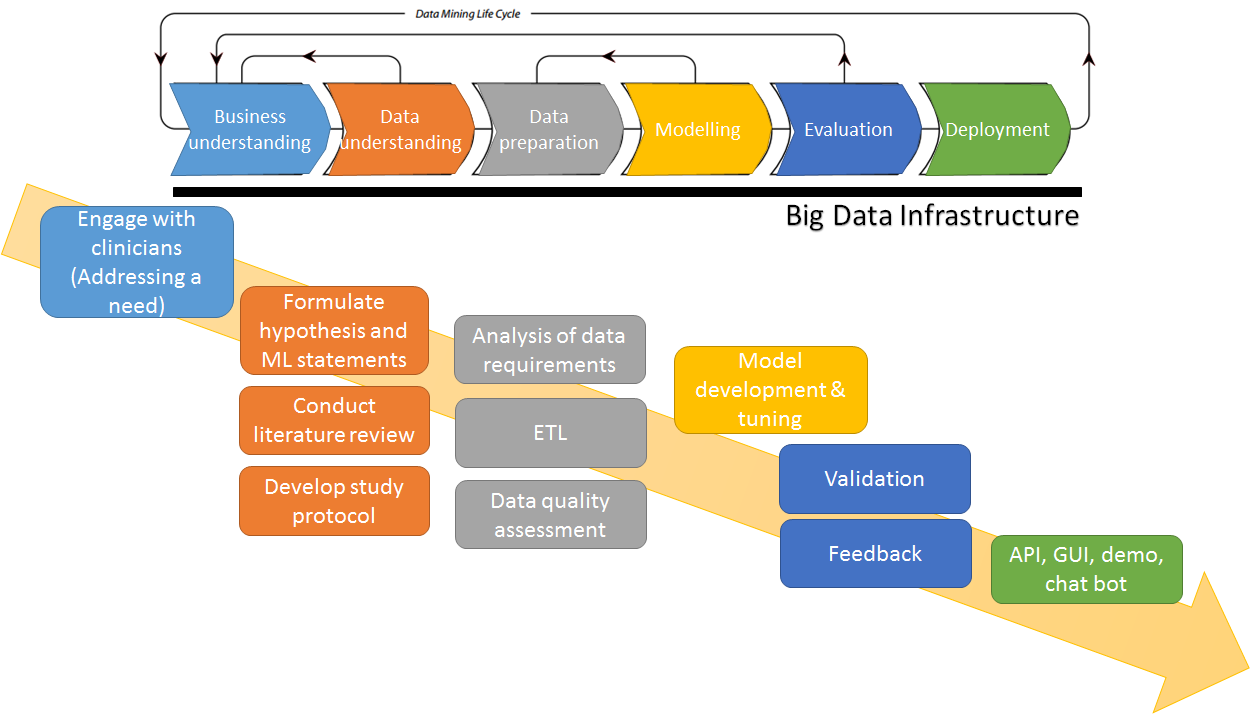 Data Mining Life Cycle
Business
understanding
Data
understanding
Data
preparation
Modelling
Evaluation
Deployment
Big Data Infrastructure
Engage with
clinicians
(Addressing a
need)
Formulate
hypothesis and
ML statements
Conduct
literature review
Develop study
protocol
Analysis of data
requirements
ETL
Data quality
assessment
Model
development &
tuning
Validation
Feedback
API, GUI, demo,
chat bot